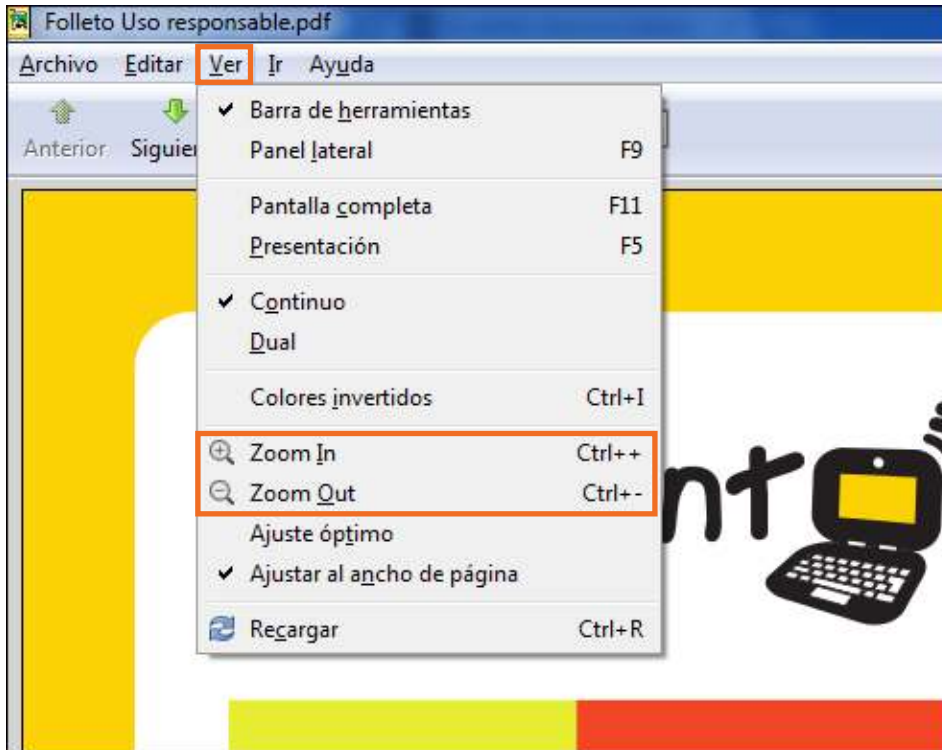 Folleto Uso responsable.pdf
Archivo Editar Ver Ir Ayuda
Anterior
Barra de herramientas
Panel lateral F9
Pantalla completa F11
Presentación F5
Continuo
Dual
Colores invertidos Ctrl+I
Zoom In Ctrl++
Zoom Out Ctrl+-
Ajuste óptimo
Ajustar al ancho de página
Recargar Ctrl+R